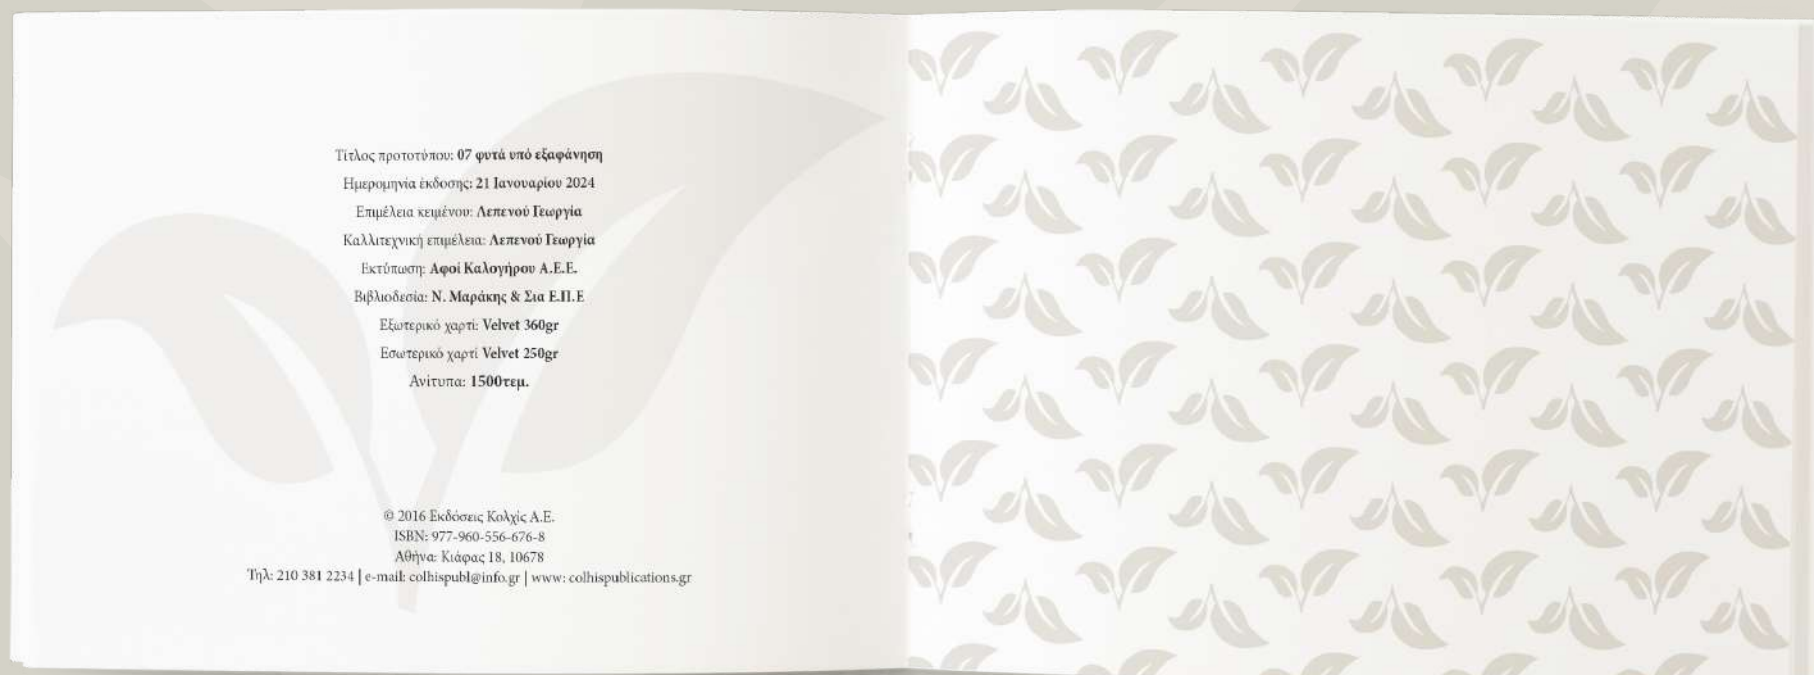 Τίτλος προτοτύπου: 07 φυτά υπό εξαφάνηση
Ημερομηνία έκδοσης: 21 Ιανουαρίου 2024
Επιμέλεια κειμένου: Λεπενού Γεωργία
Καλλιτεχνική επιμέλεια: Λεπενού Γεωργία
Εκτύπωση: Αφοί Καλογήρου Α.Ε.Ε.
Βιβλιοδεσία: Ν. Μαράκης & Σια Ε.Π.Ε
Εξωτερικό χαρτί: Velvet 360gr
Εσωτερικό χαρτί Velvet 250gr
Ανίτυπα: 1500τεμ.
© 2016 Εκδόσεις Κολχίς Α.Ε.
ISBN: 977-960-556-676-8
Αθήνα: Κιάφας 18, 10678
Τηλ: 210 381 2234 | e-mail: colhispubl@info.gr | www: colhispublications.gr